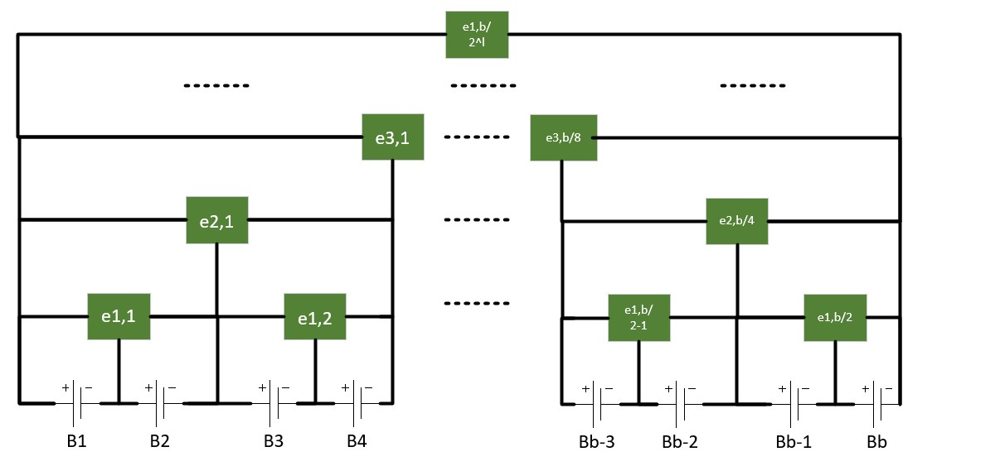 e1,b/
2^l
e3,1
e3,b/8
e2,1
e2,b/4
e1,1
e1,2
e1,b/
2-1
e1,b/2
+ − + − + − + − + − + − + − + −
B1 B2 B3 B4 Bb-3 Bb-2 Bb-1 Bb